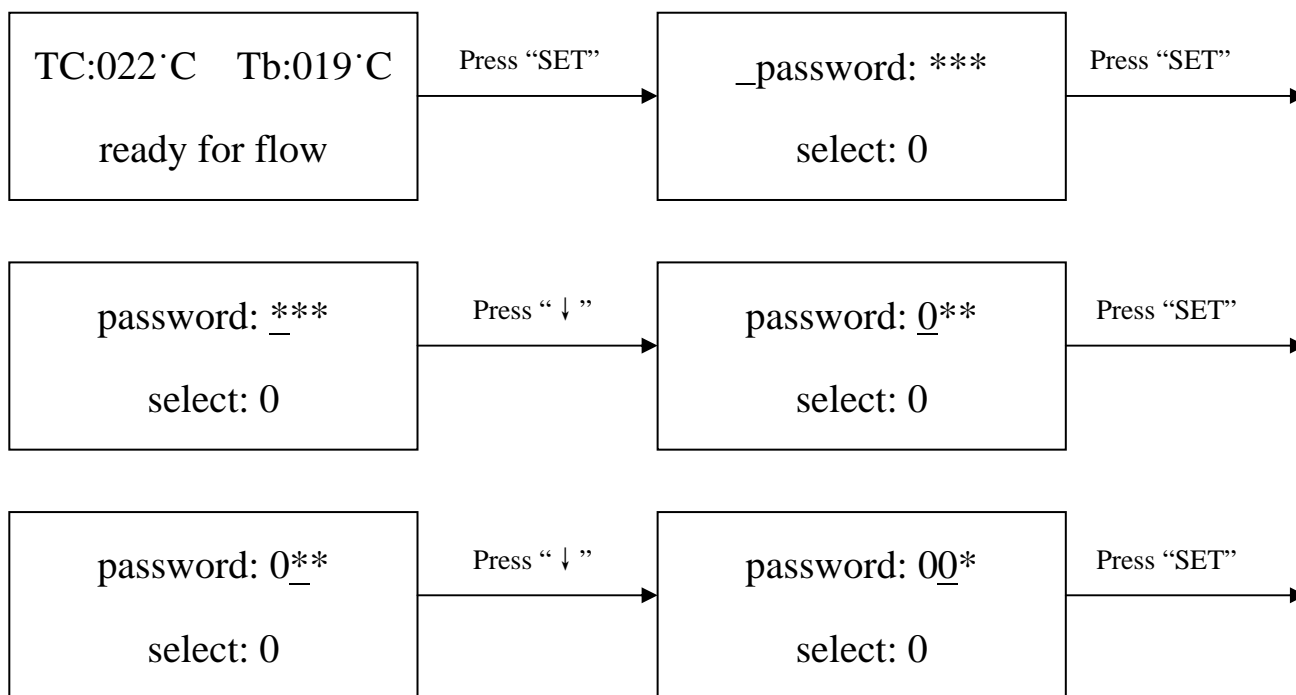 TC:022˙C Tb:019˙C
ready for flow
Press “SET”
_password: ***
select: 0
Press “SET”
password: ***
select: 0
Press “↓”
password: 0**
select: 0
Press “SET”
password: 0**
select: 0
Press “↓”
password: 00*
select: 0
Press “SET”